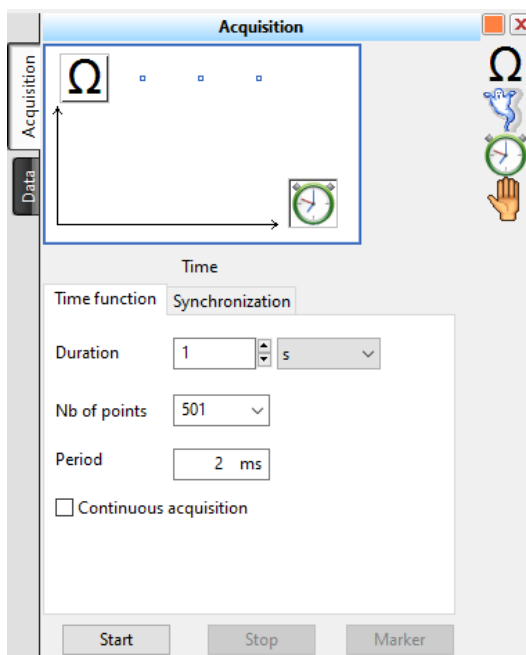 Acquisition
Acquisition
Data
Ω
Ω
Time
Time function
Synchronization
Duration
1
s
Nb of points
501
Period
2 ms
Continuous acquisition
Start
Stop
Marker